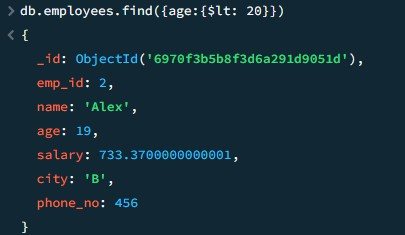 > db.employees.find({age:{$lt: 20}})
< {
_id: ObjectId('6970f3b5b8f3d6a291d9051d'),
emp_id: 2,
name: 'Alex',
age: 19,
salary: 733.3700000000001,
city: 'B',
phone_no: 456
}